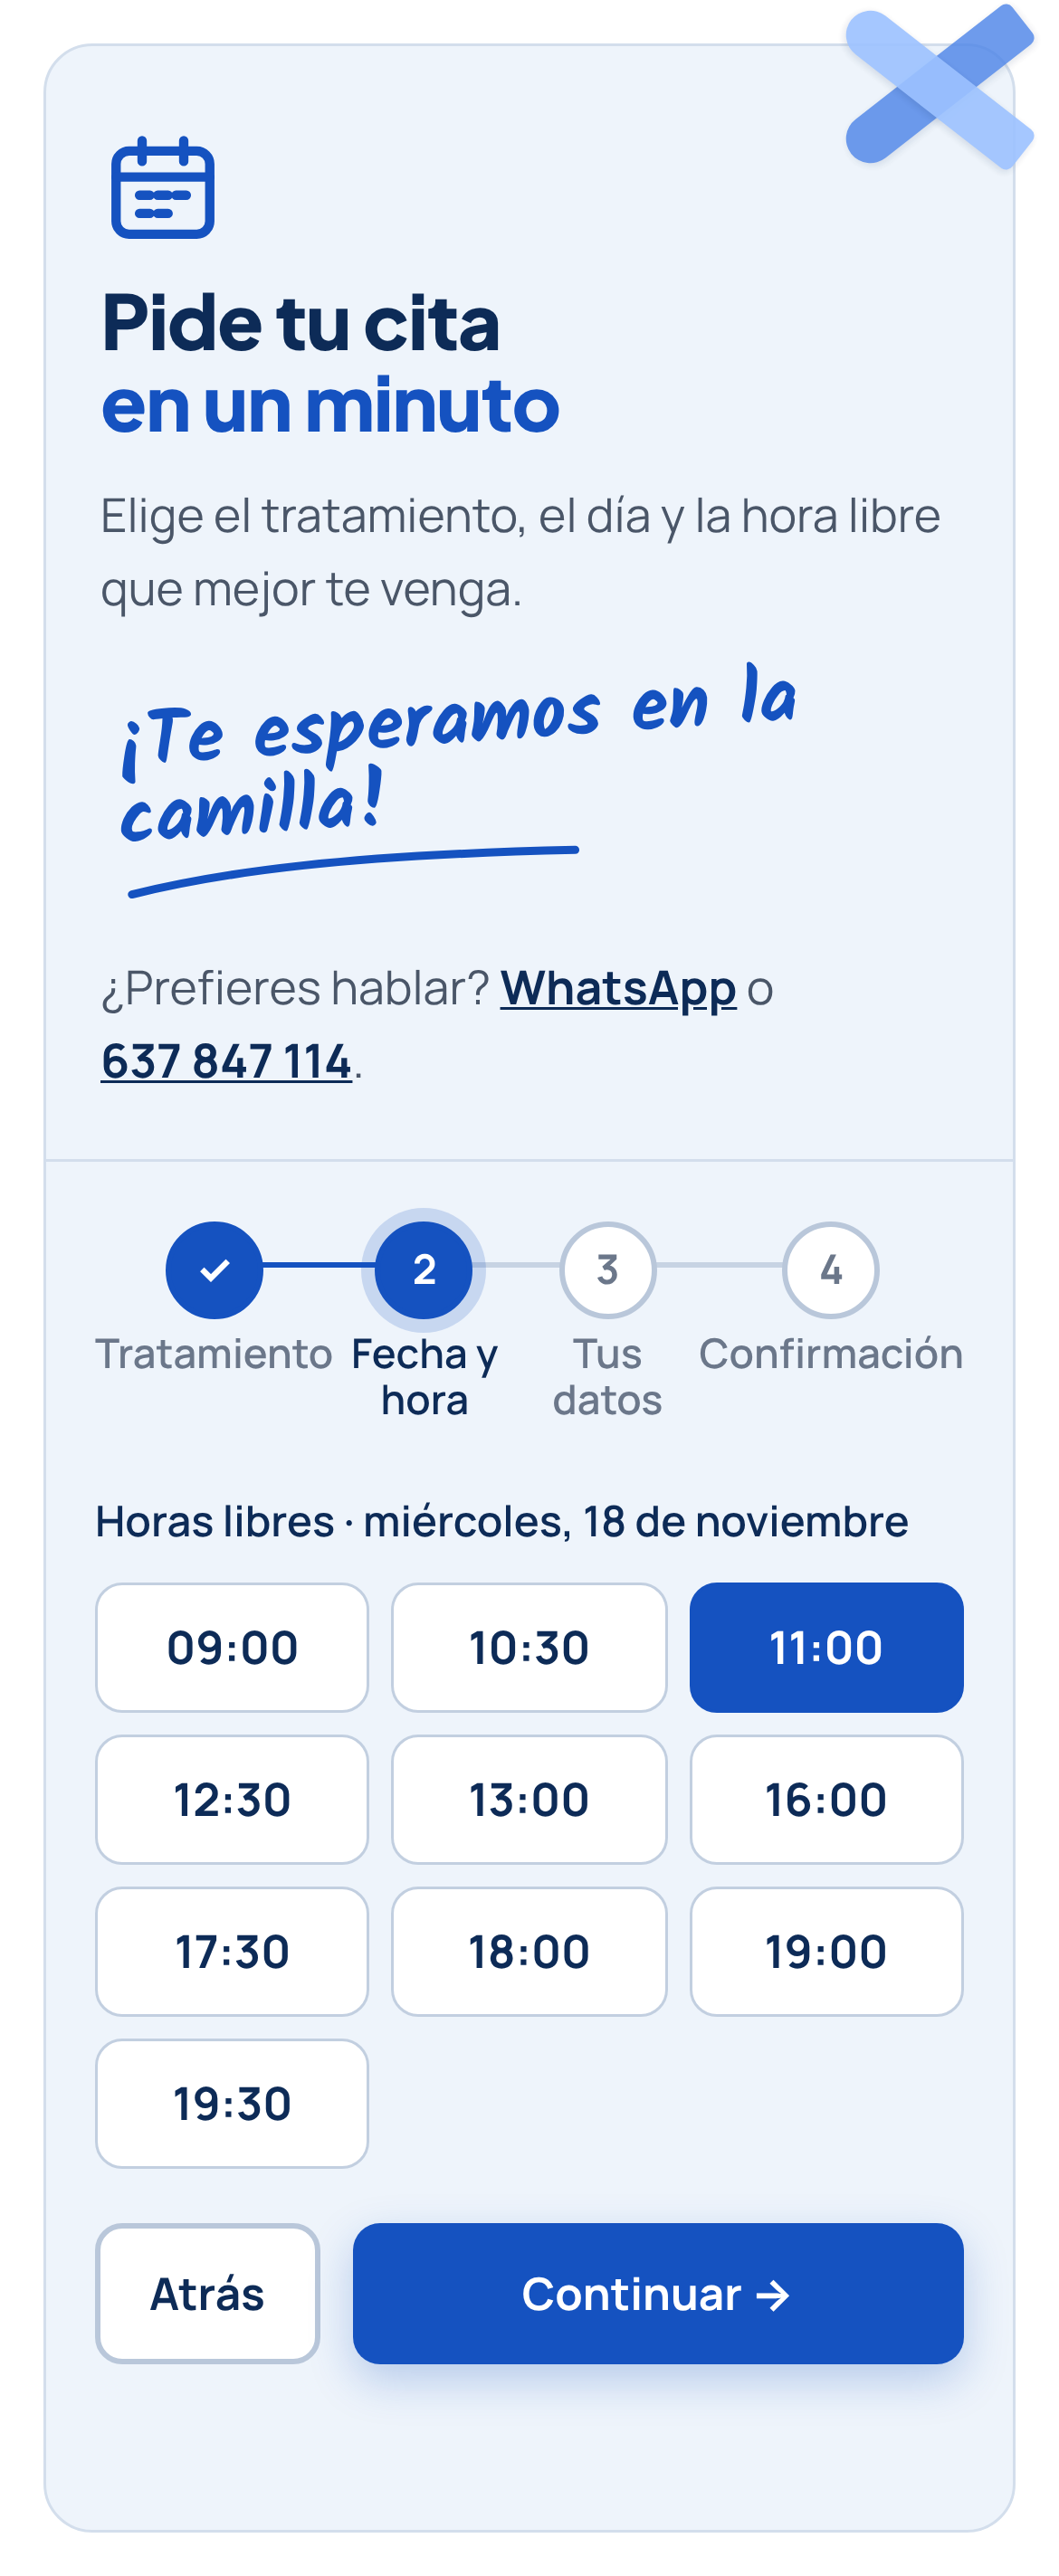 Pide tu cita
en un minuto
Elige el tratamiento, el día y la hora libre
que mejor te venga.
¡Te esperamos en la
camilla!
¿Prefieres hablar? WhatsApp o
637 847 114.
2 3 4
Tratamiento Fecha y Tus Confirmación
hora datos
Horas libres · miércoles, 18 de noviembre
09:00 10:30 11:00
12:30 13:00 16:00
17:30 18:00 19:00
19:30
Atrás Continuar →